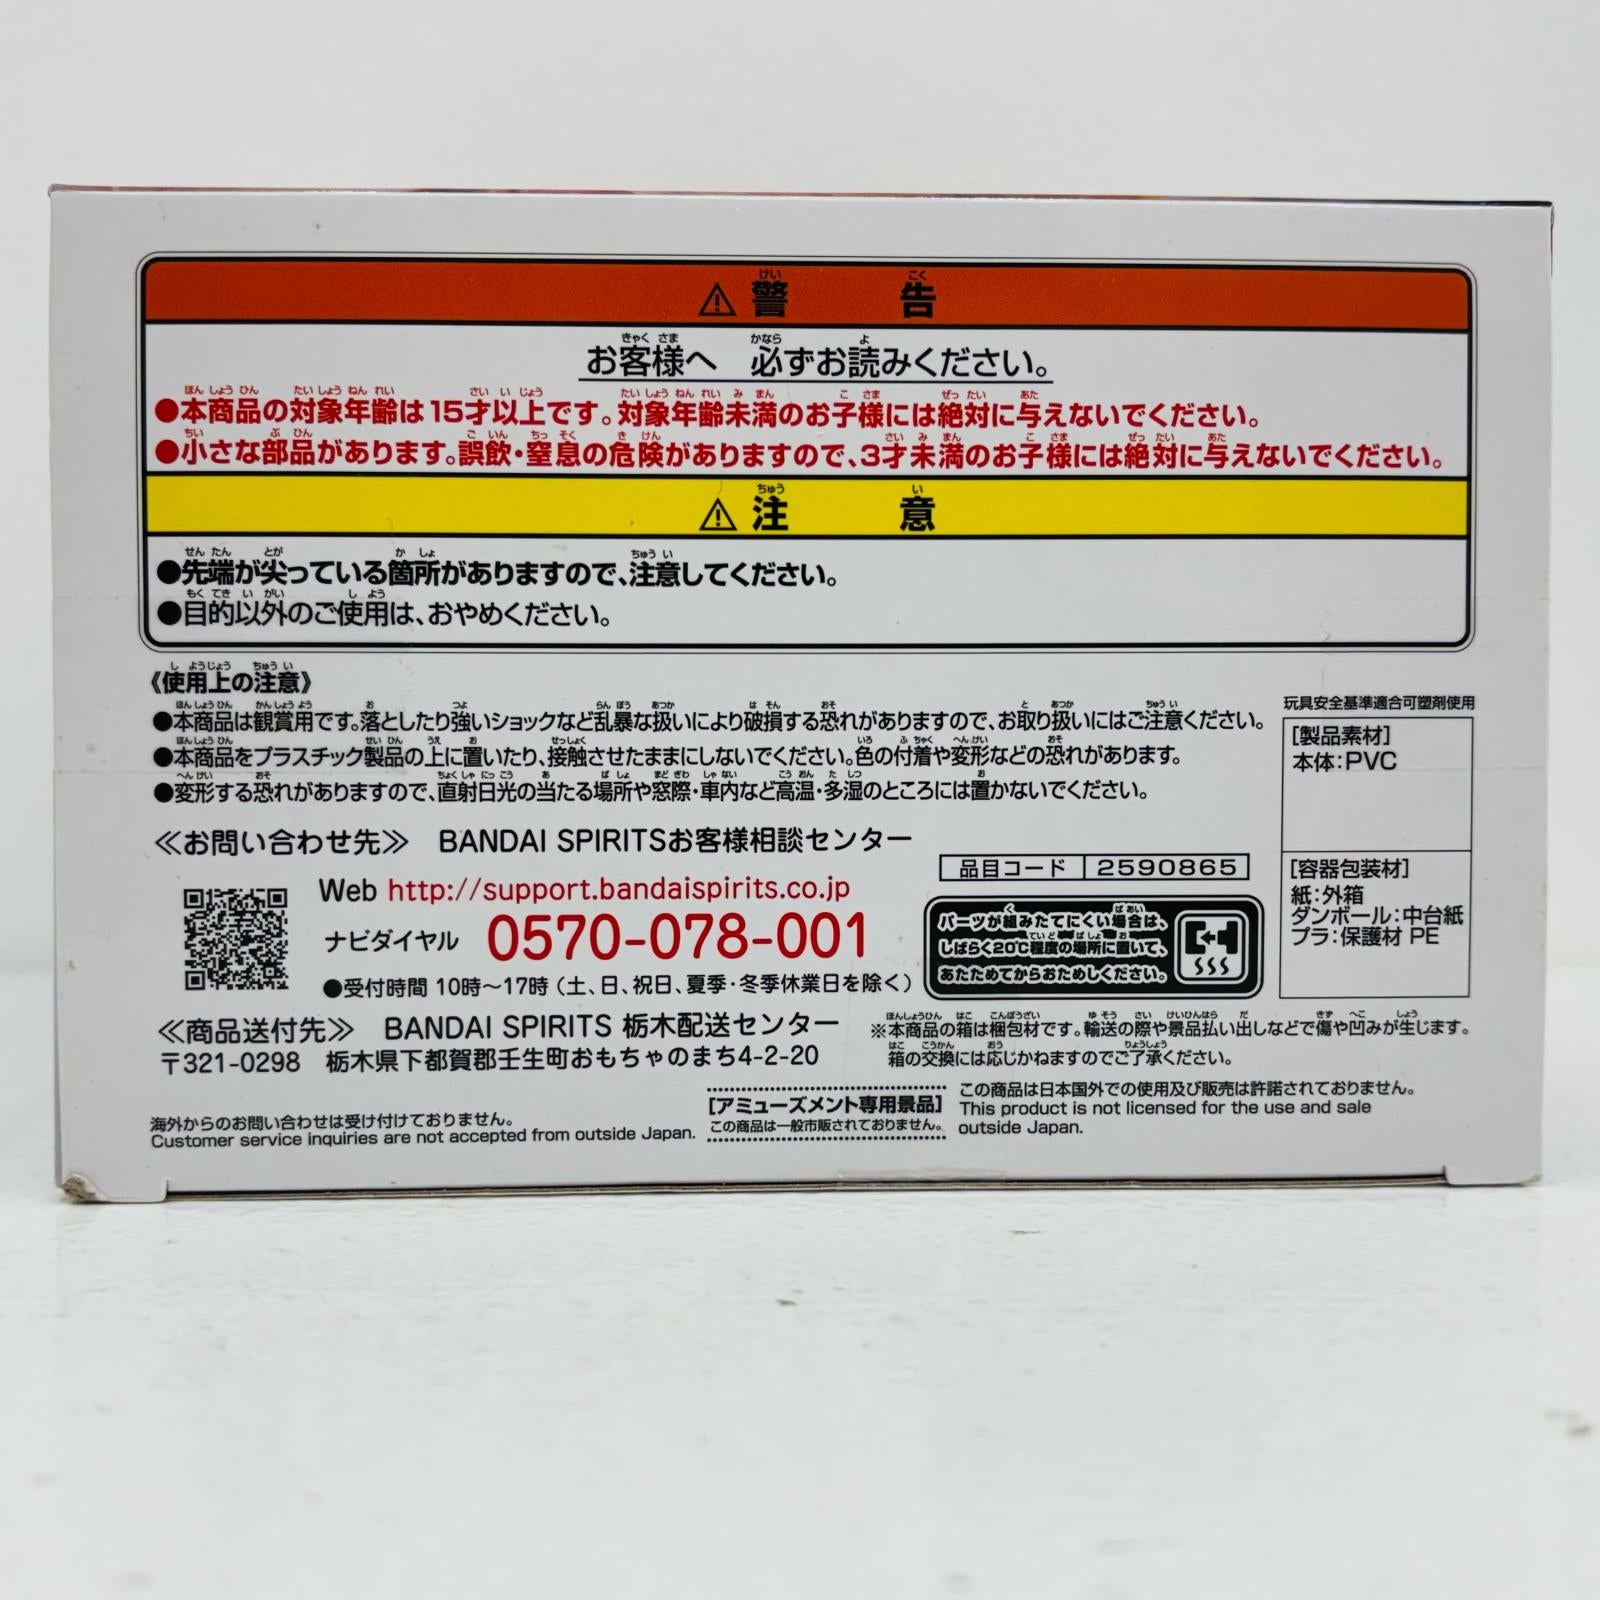 ⚠警告
お客様へ 必ずお読みください。
●本商品の対象年齢は15才以上です。対象年齢未満のお子様には絶対に与えないでください。
●小さな部品があります。誤飲・窒息の危険がありますので、3才未満のお子様には絶対に与えないでください。
⚠注意
●先端が尖っている箇所がありますので、注意してください。
●目的以外のご使用は、おやめください。
《使用上の注意》
●本商品は観賞用です。落としたり強いショックなど乱暴な扱いにより破損する恐れがありますので、お取り扱いにはご注意ください。
●本商品をプラスチック製品の上に置いたり、接触させたままにしないでください。色の付着や変形などの恐れがあります。
●変形する恐れがありますので、直射日光の当たる場所や窓際・車内など高温・多湿のところには置かないでください。
玩具安全基準適合可塑剤使用
[製品素材]
本体:PVC
[容器包装材]
紙:外箱
ダンボール:中台紙
プラ:保護材 PE
≪お問い合わせ先≫ BANDAI SPIRITSお客様相談センター
品目コード 2590865
Web http://support.bandaispirits.co.jp
ナビダイヤル 0570-078-001
●受付時間 10時～17時(土、日、祝日、夏季・冬季休業日を除く)
パーツが組みたてにくい場合は、
しばらく20℃程度の場所に置いて、
あたためてからおためしください。
≪商品送付先≫ BANDAI SPIRITS 栃木配送センター
〒321-0298 栃木県下都賀郡壬生町おもちゃのまち4-2-20
※本商品の箱は梱包材です。輸送の際や景品払い出しなどで傷や凹みが生じます。
箱の交換には応じかねますのでご了承ください。
海外からのお問い合わせは受け付けておりません。
Customer service inquiries are not accepted from outside Japan.
[アミューズメント専用景品]
この商品は一般市販されておりません。
この商品は日本国外での使用及び販売は許諾されておりません。
This product is not licensed for the use and sale
outside Japan.